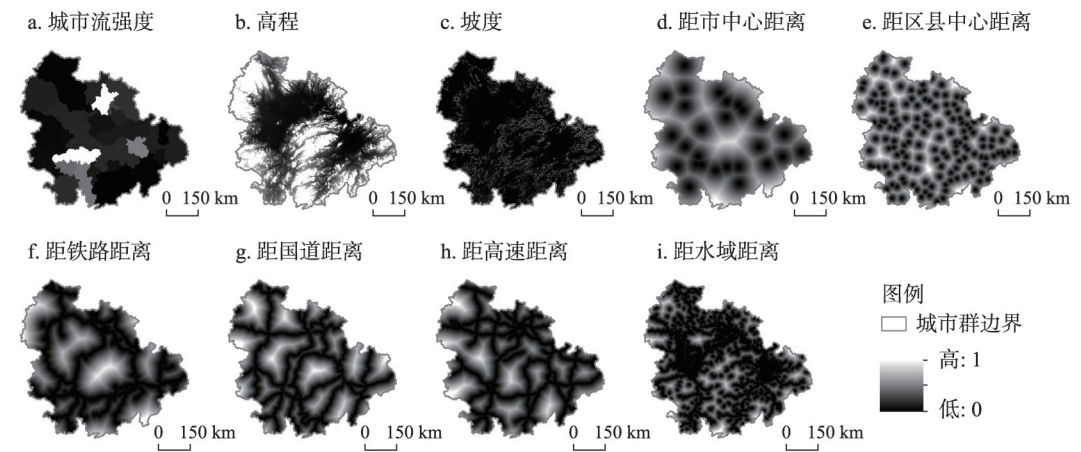 a. 城市流强度
b. 高程
c. 坡度
d. 距市中心距离
e. 距区县中心距离
0 150 km
0 150 km
0 150 km
0 150 km
0 150 km
f. 距铁路距离
g. 距国道距离
h. 距高速距离
i. 距水域距离
图例
城市群边界
高: 1
低: 0
0 150 km
0 150 km
0 150 km
0 150 km